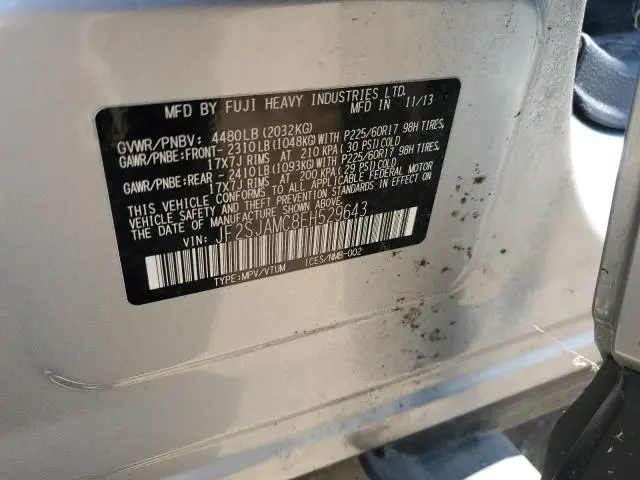 MFD BY FUJI HEAVY INDUSTRIES LTD.
MFD IN 11/13
GVWR/PNBV: 4480LB (2032KG)
GAWR/PNBE:FRONT- 2310LB(1048KG)WITH P225/60R17 98H TIRES,
17X7J RIMS AT 210 KPA( 30 PSI)COLD
GAWR/PNBE:REAR - 2410LB(1093KG)WITH P225/60R17 98H TIRES,
17X7J RIMS AT 200 KPA( 29 PSI)COLD
THIS VEHICLE CONFORMS TO ALL APPLICABLE FEDERAL MOTOR
VEHICLE SAFETY AND BUMPER STANDARDS IN EFFECT ON
THE DATE OF MANUFACTURE SHOWN ABOVE.
VIN: JF2SJAMC8EH529643
TYPE:MPV/VTUM ICES/NMB-002